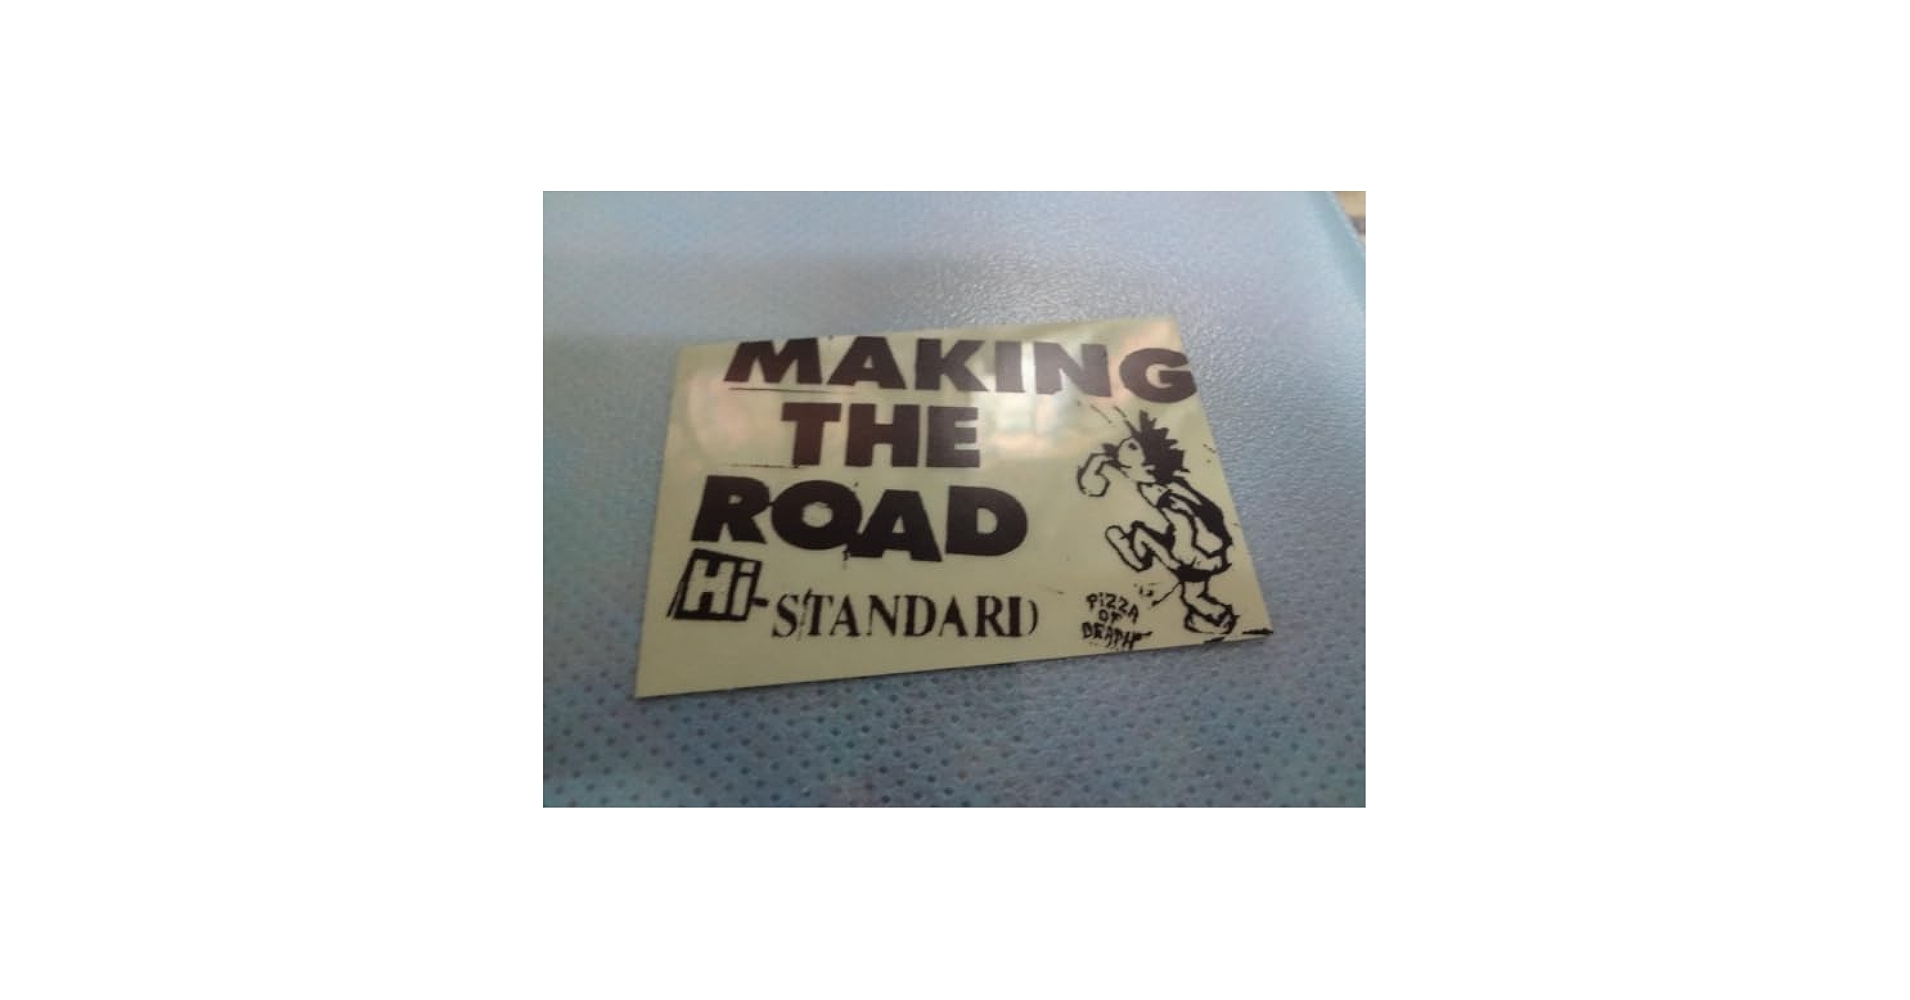 MAKING
THE
ROAD
Hi-STANDARD
PIZZA
OF
DEATH